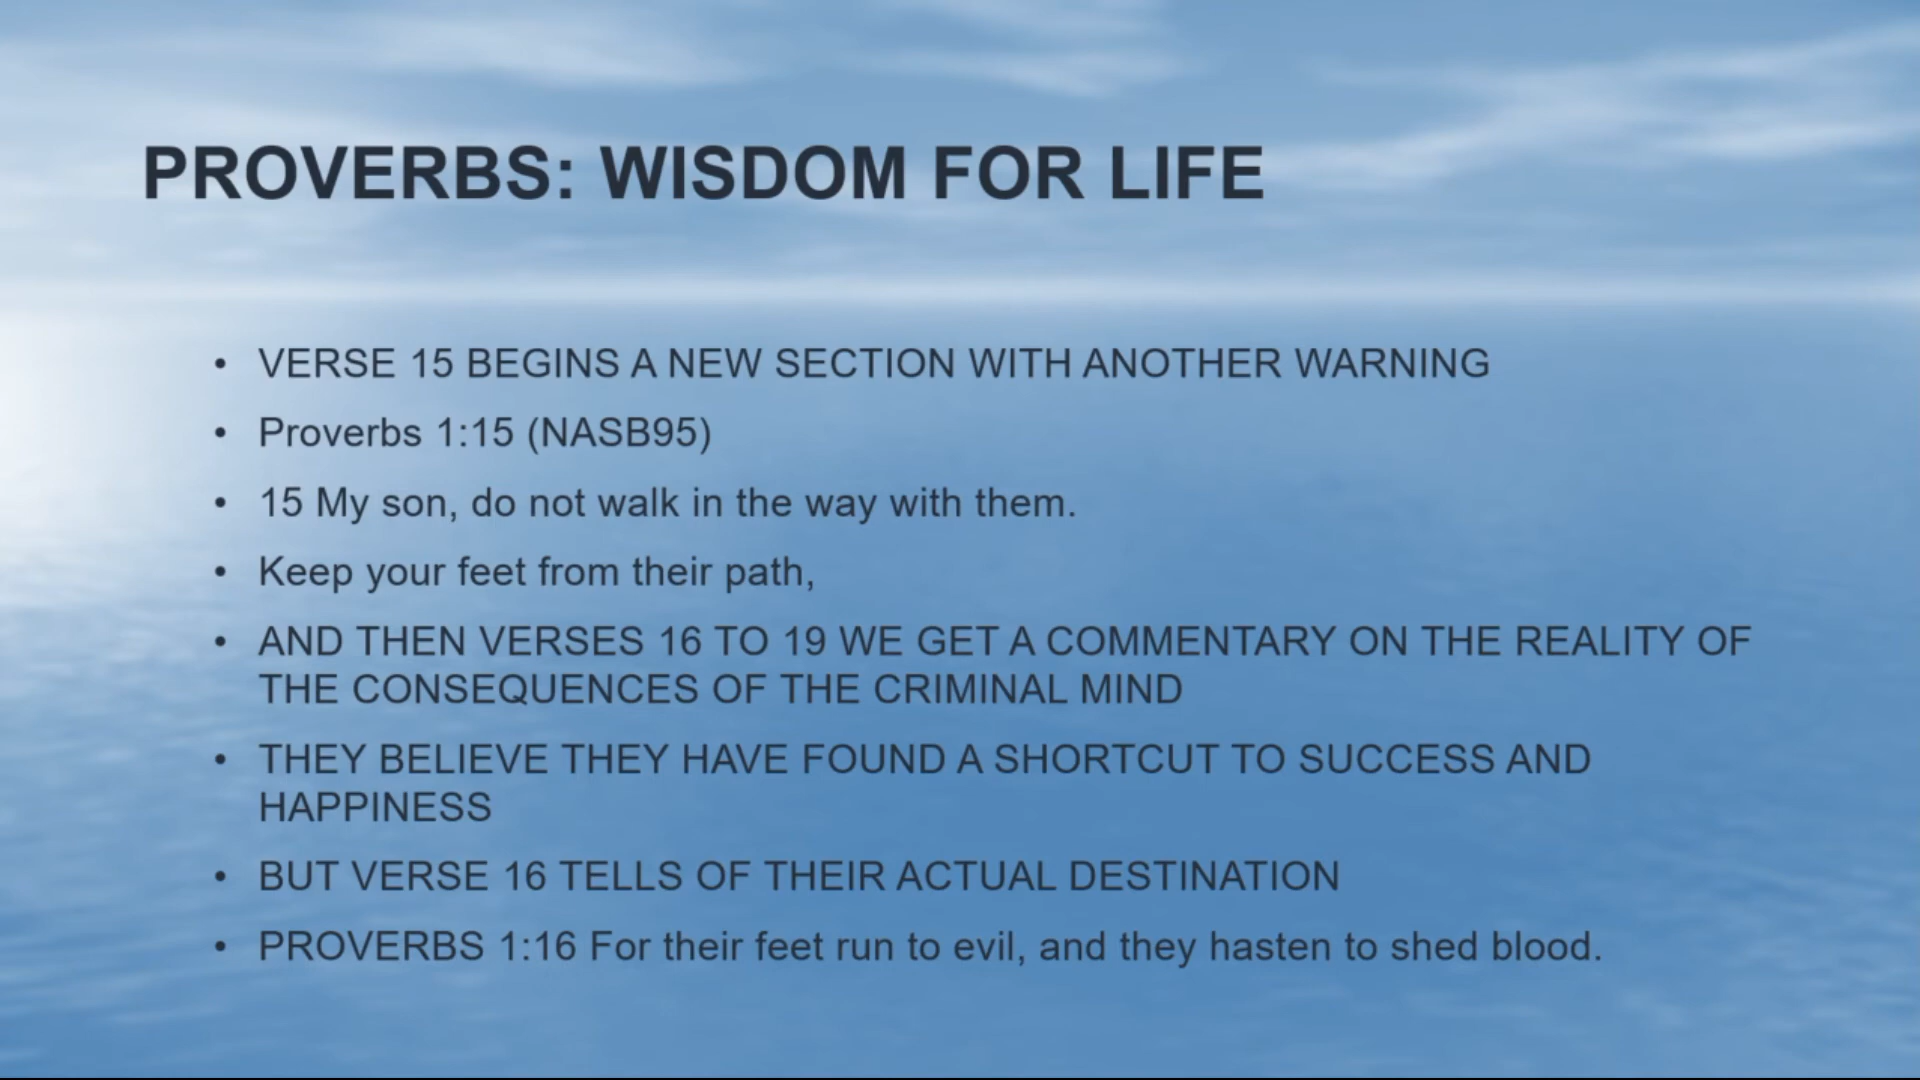 PROVERBS: WISDOM FOR LIFE
• VERSE 15 BEGINS A NEW SECTION WITH ANOTHER WARNING
• Proverbs 1:15 (NASB95)
• 15 My son, do not walk in the way with them.
• Keep your feet from their path,
• AND THEN VERSES 16 TO 19 WE GET A COMMENTARY ON THE REALITY OF
THE CONSEQUENCES OF THE CRIMINAL MIND
• THEY BELIEVE THEY HAVE FOUND A SHORTCUT TO SUCCESS AND
HAPPINESS
• BUT VERSE 16 TELLS OF THEIR ACTUAL DESTINATION
• PROVERBS 1:16 For their feet run to evil, and they hasten to shed blood.